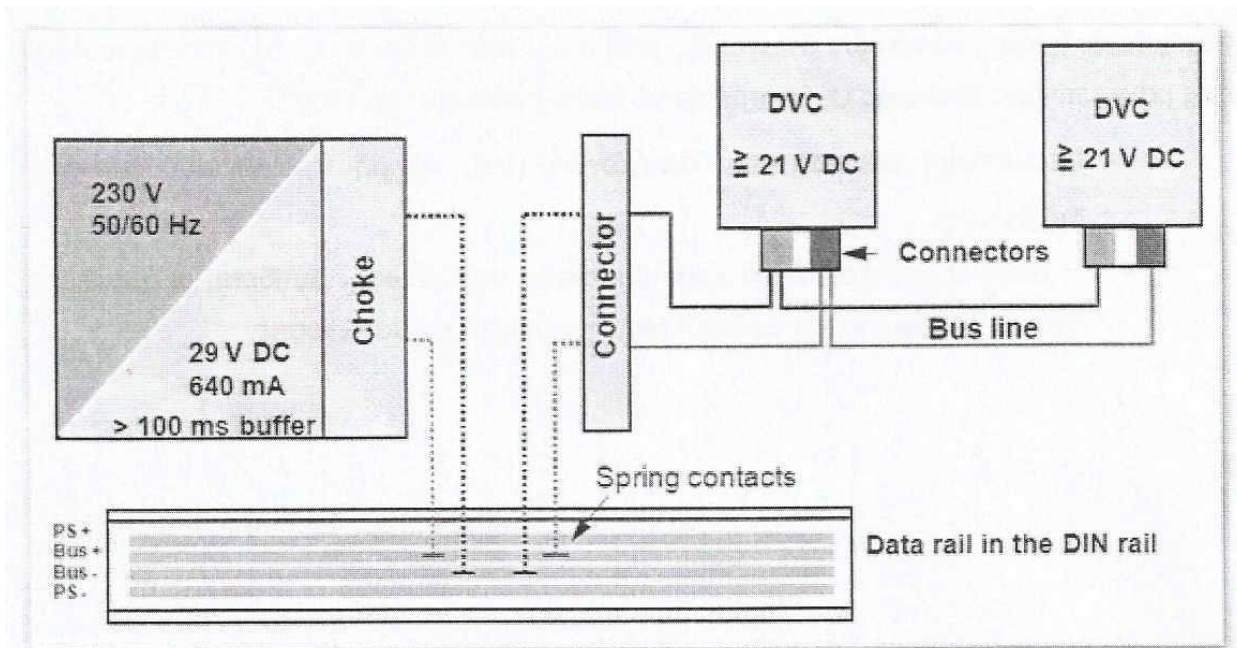 230 V
50/60 Hz
29 V DC
640 mA
> 100 ms buffer
Choke
Connector
DVC
≧ 21 V DC
DVC
≧ 21 V DC
Connectors
Bus line
Spring contacts
PS +
Bus +
Bus -
PS -
Data rail in the DIN rail